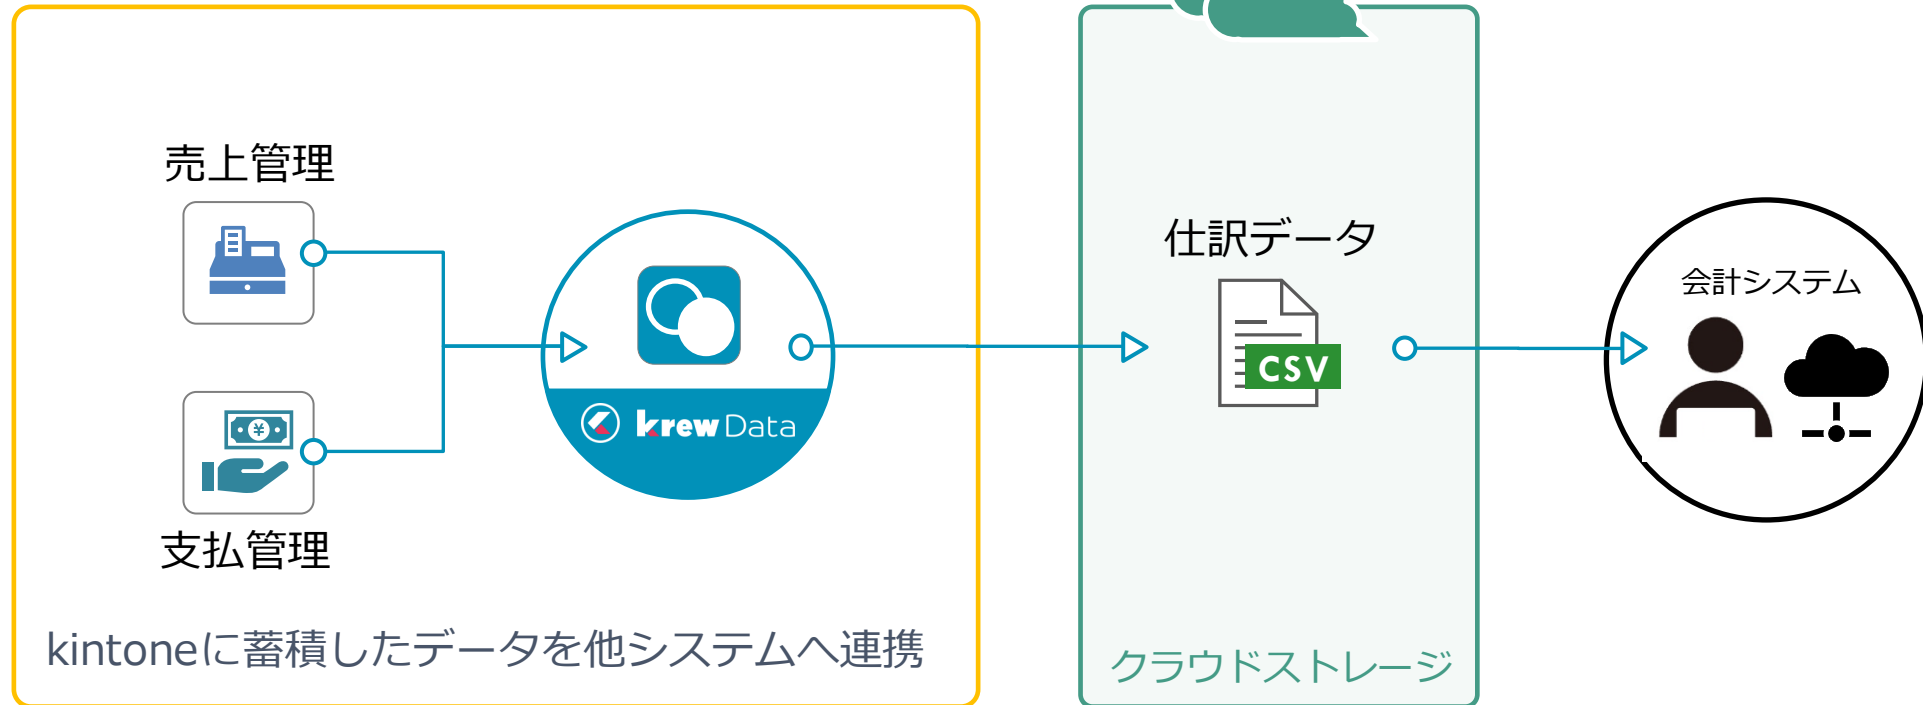 売上管理
支払管理
krewData
kintoneに蓄積したデータを他システムへ連携
仕訳データ
CSV
クラウドストレージ
会計システム